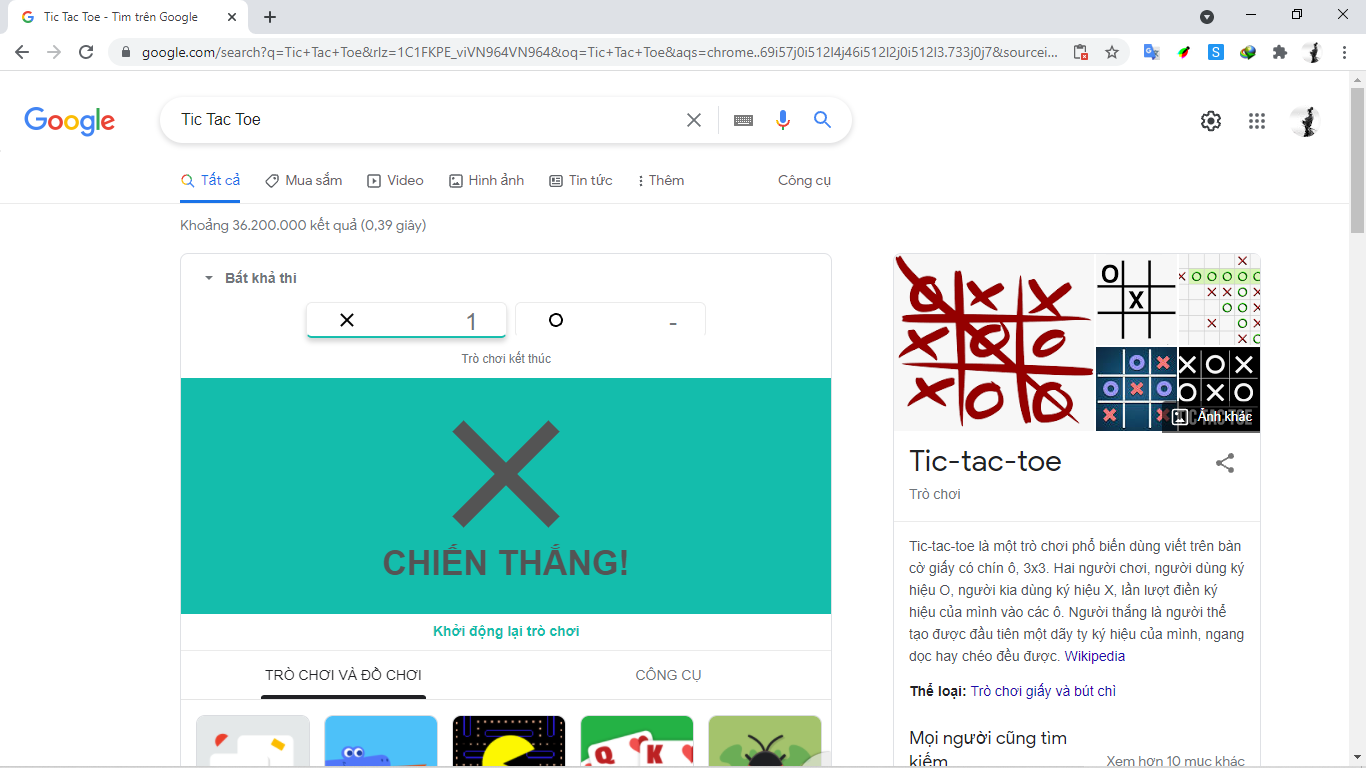 Tic Tac Toe - Tìm trên Google
google.com/search?q=Tic+Tac+Toe&rlz=1C1FKPE_viVN964VN964&oq=Tic+Tac+Toe&aqs=chrome..69i57j0i512l4j46i512l2j0i512l3.733j0j7&sourcei...
Google
Tic Tac Toe
Tất cả
Mua sắm
Video
Hình ảnh
Tin tức
Thêm
Công cụ
Khoảng 36.200.000 kết quả (0,39 giây)
Bất khả thi
1
-
Trò chơi kết thúc
CHIẾN THẮNG!
Khởi động lại trò chơi
TRÒ CHƠI VÀ ĐỒ CHƠI
CÔNG CỤ
Q K
Ảnh khác
Tic-tac-toe
Trò chơi
Tic-tac-toe là một trò chơi phổ biến dùng viết trên bàn
cờ giấy có chín ô, 3x3. Hai người chơi, người dùng ký
hiệu O, người kia dùng ký hiệu X, lần lượt điền ký
hiệu của mình vào các ô. Người thắng là người thể
tạo được đầu tiên một dãy ty ký hiệu của mình, ngang
dọc hay chéo đều được. Wikipedia
Thể loại: Trò chơi giấy và bút chì
Mọi người cũng tìm
kiếm
Xem hơn 10 mục khác